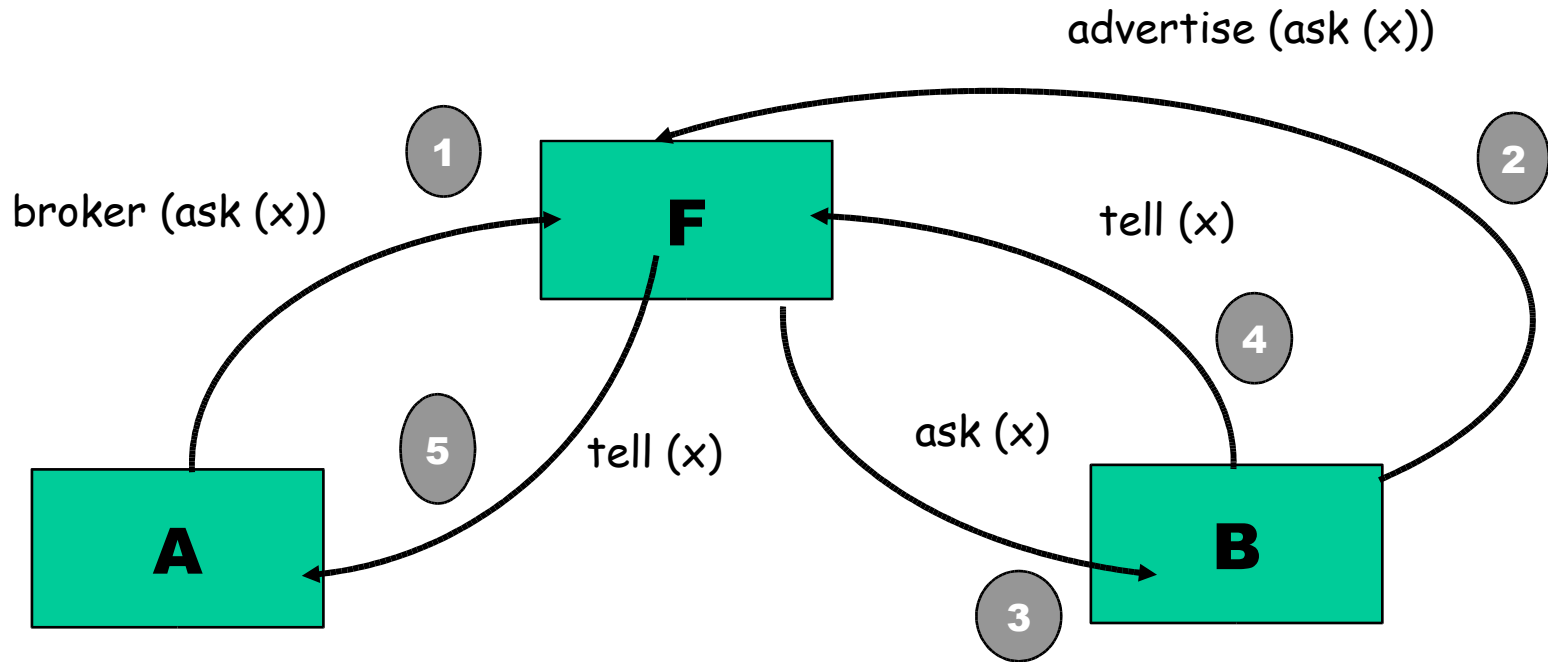 advertise (ask (x))
1
2
broker (ask (x))
F
tell (x)
4
5
tell (x)
ask (x)
A
B
3